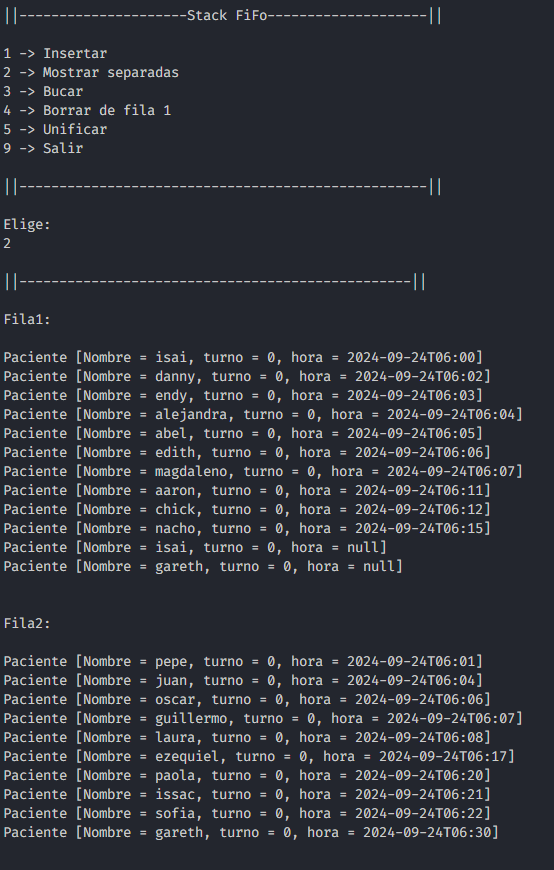 ||---------------------Stack FiFo--------------------||
1 -> Insertar
2 -> Mostrar separadas
3 -> Bucar
4 -> Borrar de fila 1
5 -> Unificar
9 -> Salir
||---------------------------------------------------||
Elige:
2
||-------------------------------------------------||
Fila1:
Paciente [Nombre = isai, turno = 0, hora = 2024-09-24T06:00]
Paciente [Nombre = danny, turno = 0, hora = 2024-09-24T06:02]
Paciente [Nombre = endy, turno = 0, hora = 2024-09-24T06:03]
Paciente [Nombre = alejandra, turno = 0, hora = 2024-09-24T06:04]
Paciente [Nombre = abel, turno = 0, hora = 2024-09-24T06:05]
Paciente [Nombre = edith, turno = 0, hora = 2024-09-24T06:06]
Paciente [Nombre = magdaleno, turno = 0, hora = 2024-09-24T06:07]
Paciente [Nombre = aaron, turno = 0, hora = 2024-09-24T06:11]
Paciente [Nombre = chick, turno = 0, hora = 2024-09-24T06:12]
Paciente [Nombre = nacho, turno = 0, hora = 2024-09-24T06:15]
Paciente [Nombre = isai, turno = 0, hora = null]
Paciente [Nombre = gareth, turno = 0, hora = null]
Fila2:
Paciente [Nombre = pepe, turno = 0, hora = 2024-09-24T06:01]
Paciente [Nombre = juan, turno = 0, hora = 2024-09-24T06:04]
Paciente [Nombre = oscar, turno = 0, hora = 2024-09-24T06:06]
Paciente [Nombre = guillermo, turno = 0, hora = 2024-09-24T06:07]
Paciente [Nombre = laura, turno = 0, hora = 2024-09-24T06:08]
Paciente [Nombre = ezequiel, turno = 0, hora = 2024-09-24T06:17]
Paciente [Nombre = paola, turno = 0, hora = 2024-09-24T06:20]
Paciente [Nombre = issac, turno = 0, hora = 2024-09-24T06:21]
Paciente [Nombre = sofia, turno = 0, hora = 2024-09-24T06:22]
Paciente [Nombre = gareth, turno = 0, hora = 2024-09-24T06:30]